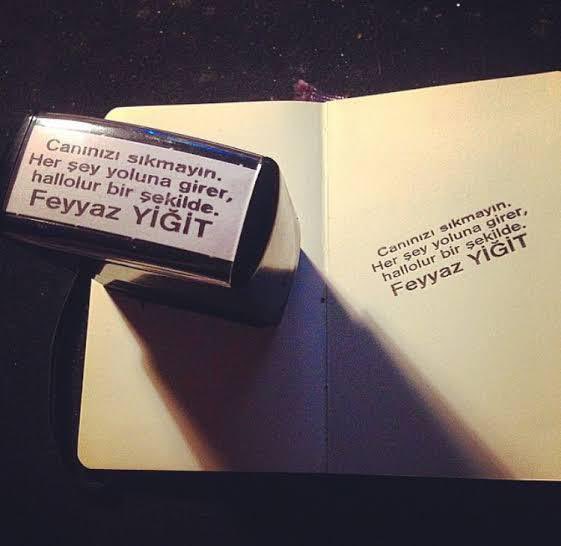 Canınızı sıkmayın.
Her şey yoluna girer,
hallolur bir şekilde.
Feyyaz YİĞİT
Canınızı sıkmayın.
Her şey yoluna girer,
hallolur bir şekilde.
Feyyaz YİĞİT